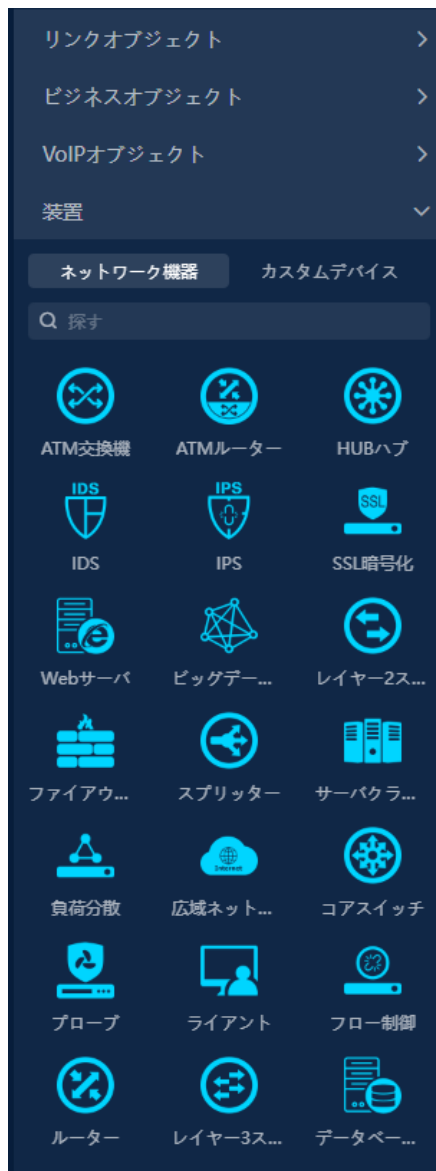 リンクオブジェクト
ビジネスオブジェクト
VoIPオブジェクト
装置
ネットワーク機器 カスタムデバイス
探す
ATM交換機 ATMルーター HUBハブ
IDS IPS SSL
IDS IPS SSL暗号化
Webサーバ ビッグデー... レイヤー2ス...
ファイアウ... スプリッター サーバクラ...
Internet
負荷分散 広域ネット... コアスイッチ
プローブ ライアント フロー制御
ルーター レイヤー3ス... データベー...